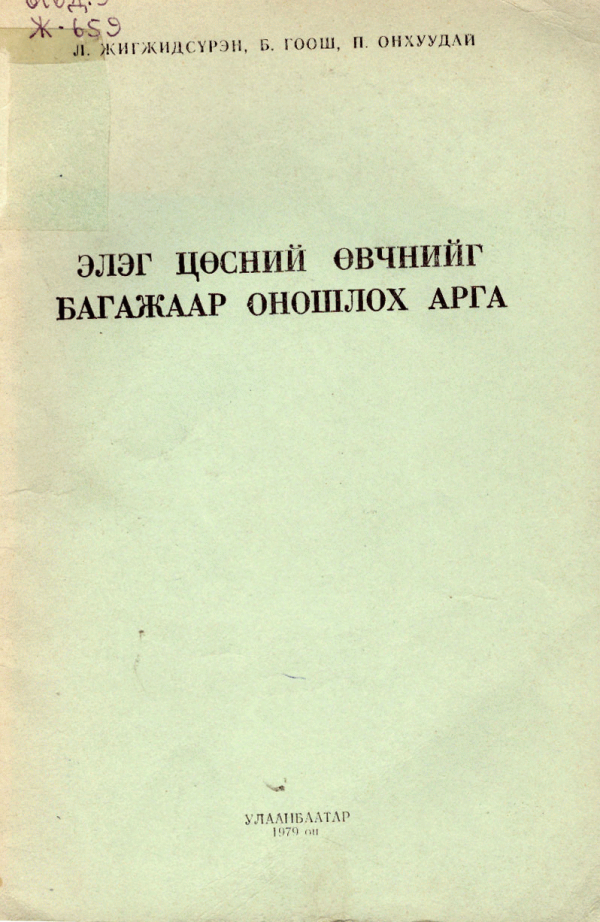 Ж-659
Л. ЖИГЖИДСҮРЭН, Б. ГООШ, П. ОНХУУДАЙ
ЭЛЭГ ЦӨСНИЙ ӨВЧНИЙГ
БАГАЖААР ОНОШЛОХ АРГА
УЛААНБААТАР
1979 он